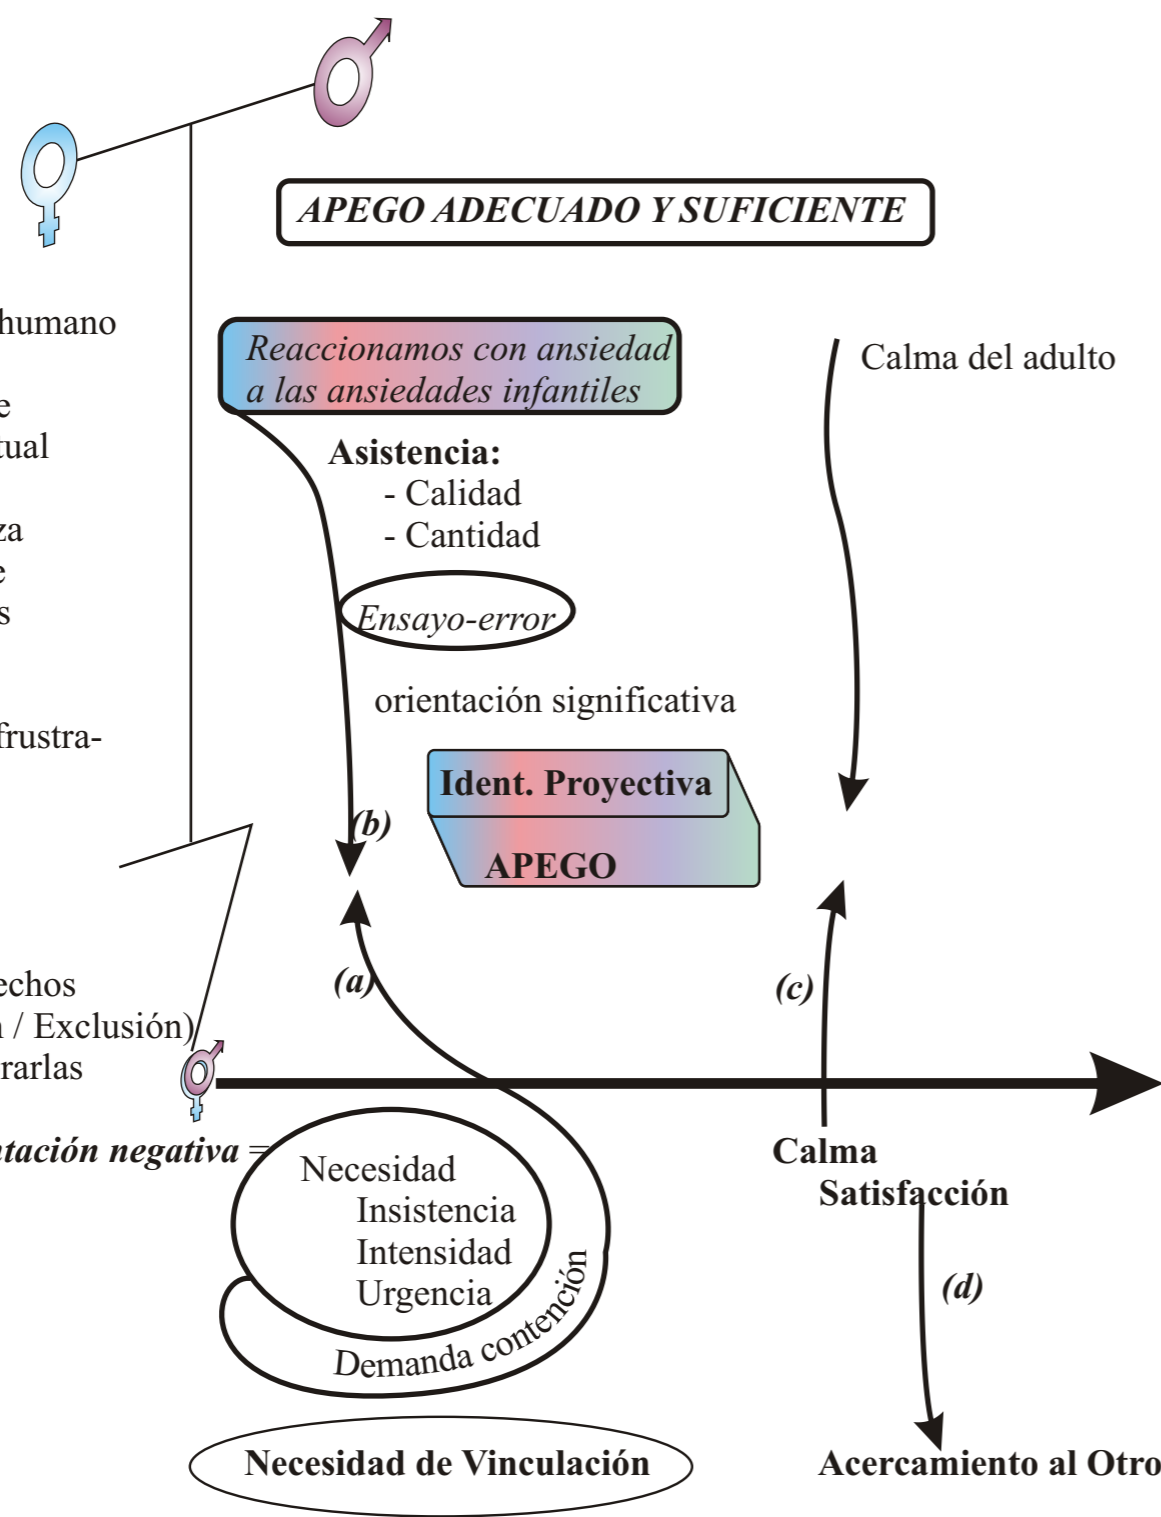 APEGO ADECUADO Y SUFICIENTE
humano
e
tual
za
e
s
frustra-
echos
n / Exclusión)
rarlas
ntación negativa =
Reaccionamos con ansiedad
a las ansiedades infantiles
Calma del adulto
Asistencia:
- Calidad
- Cantidad
Ensayo-error
orientación significativa
Ident. Proyectiva
APEGO
(b)
(a)
(c)
Necesidad
Insistencia
Intensidad
Urgencia
Demanda contención
Calma
Satisfacción
(d)
Necesidad de Vinculación
Acercamiento al Otro